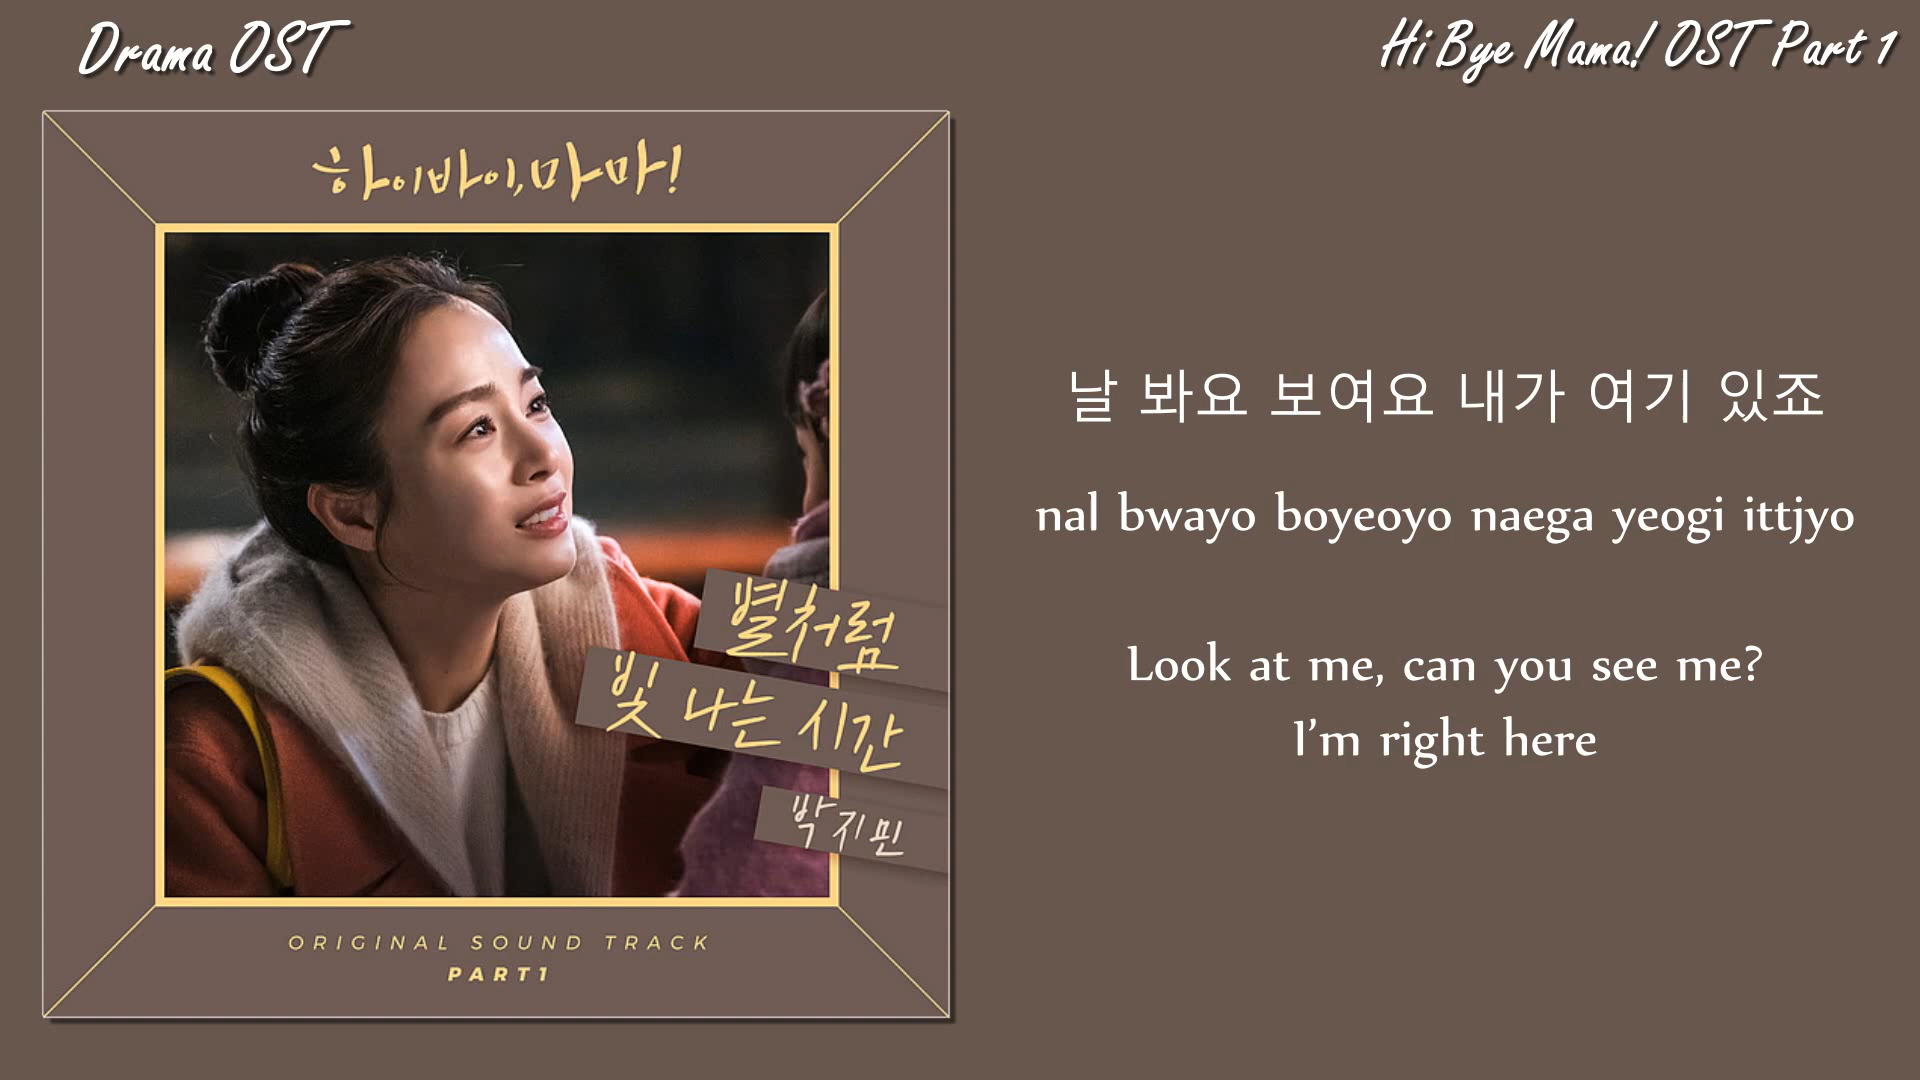 Drama OST
Hi Bye Mama! OST Part 1
하이바이,마마!
별처럼
빛 나는 시간
박지민
ORIGINAL SOUND TRACK
PART1
날 봐요 보여요 내가 여기 있죠
nal bwayo boyeoyo naega yeogi ittjyo
Look at me, can you see me?
I'm right here